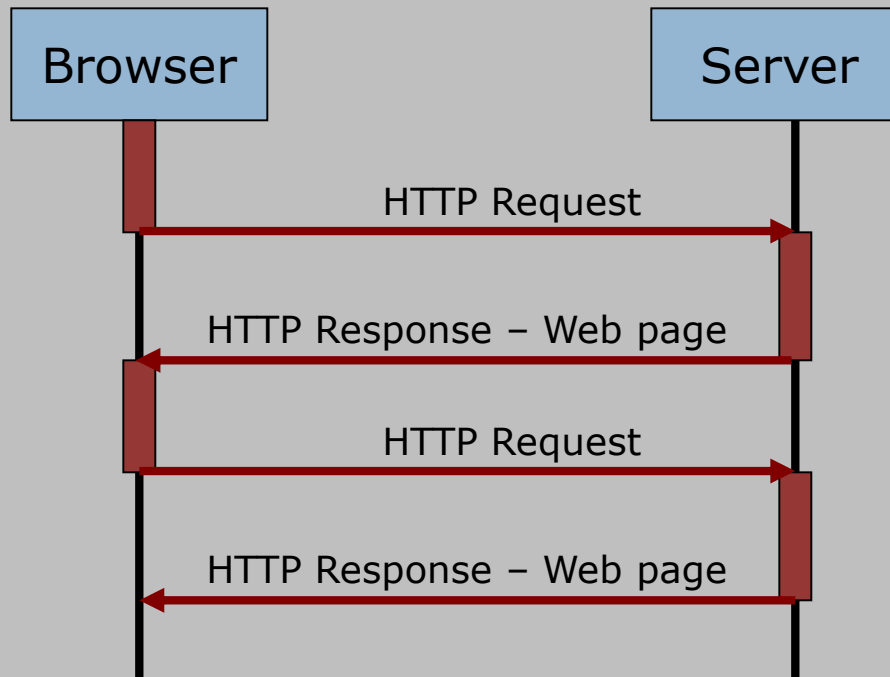 Browser
Server
HTTP Request
HTTP Response – Web page
HTTP Request
HTTP Response – Web page